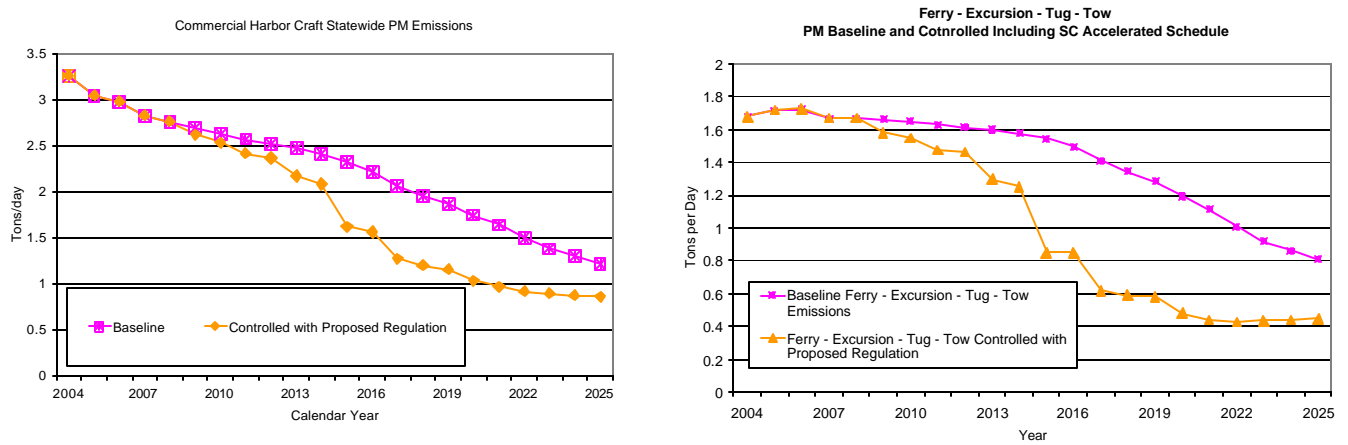 Commercial Harbor Craft Statewide PM Emissions
3.5
3
2.5
2
1.5
1
0.5
0
Tons/day
Baseline
Controlled with Proposed Regulation
2004 2007 2010 2013 2016 2019 2022 2025
Calendar Year
Ferry - Excursion - Tug - Tow
PM Baseline and Cotnrolled Including SC Accelerated Schedule
2
1.8
1.6
1.4
1.2
1
0.8
0.6
0.4
0.2
0
Tons per Day
Baseline Ferry - Excursion - Tug - Tow
Emissions
Ferry - Excursion - Tug - Tow Controlled with
Proposed Regulation
2004 2007 2010 2013 2016 2019 2022 2025
Year